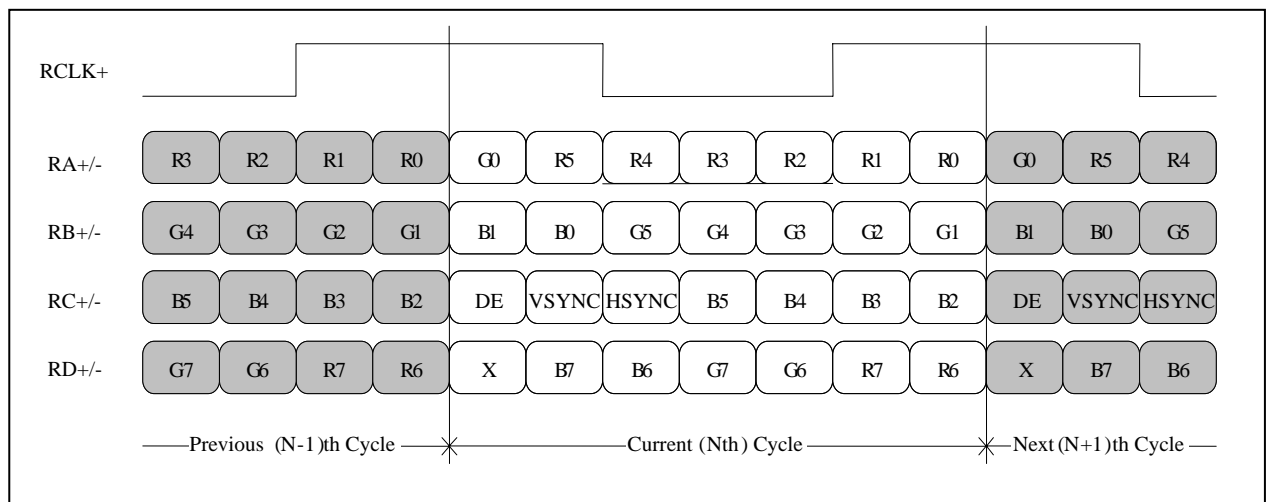 RCLK+
RA+/- R3 R2 R1 R0 G0 R5 R4 R3 R2 R1 R0 G0 R5 R4
RB+/- G4 G3 G2 G1 B1 B0 G5 G4 G3 G2 G1 B1 B0 G5
RC+/- B5 B4 B3 B2 DE VSYNC HSYNC B5 B4 B3 B2 DE VSYNC HSYNC
RD+/- G7 G6 R7 R6 X B7 B6 G7 G6 R7 R6 X B7 B6
Previous (N-1)th Cycle Current (Nth) Cycle Next (N+1)th Cycle